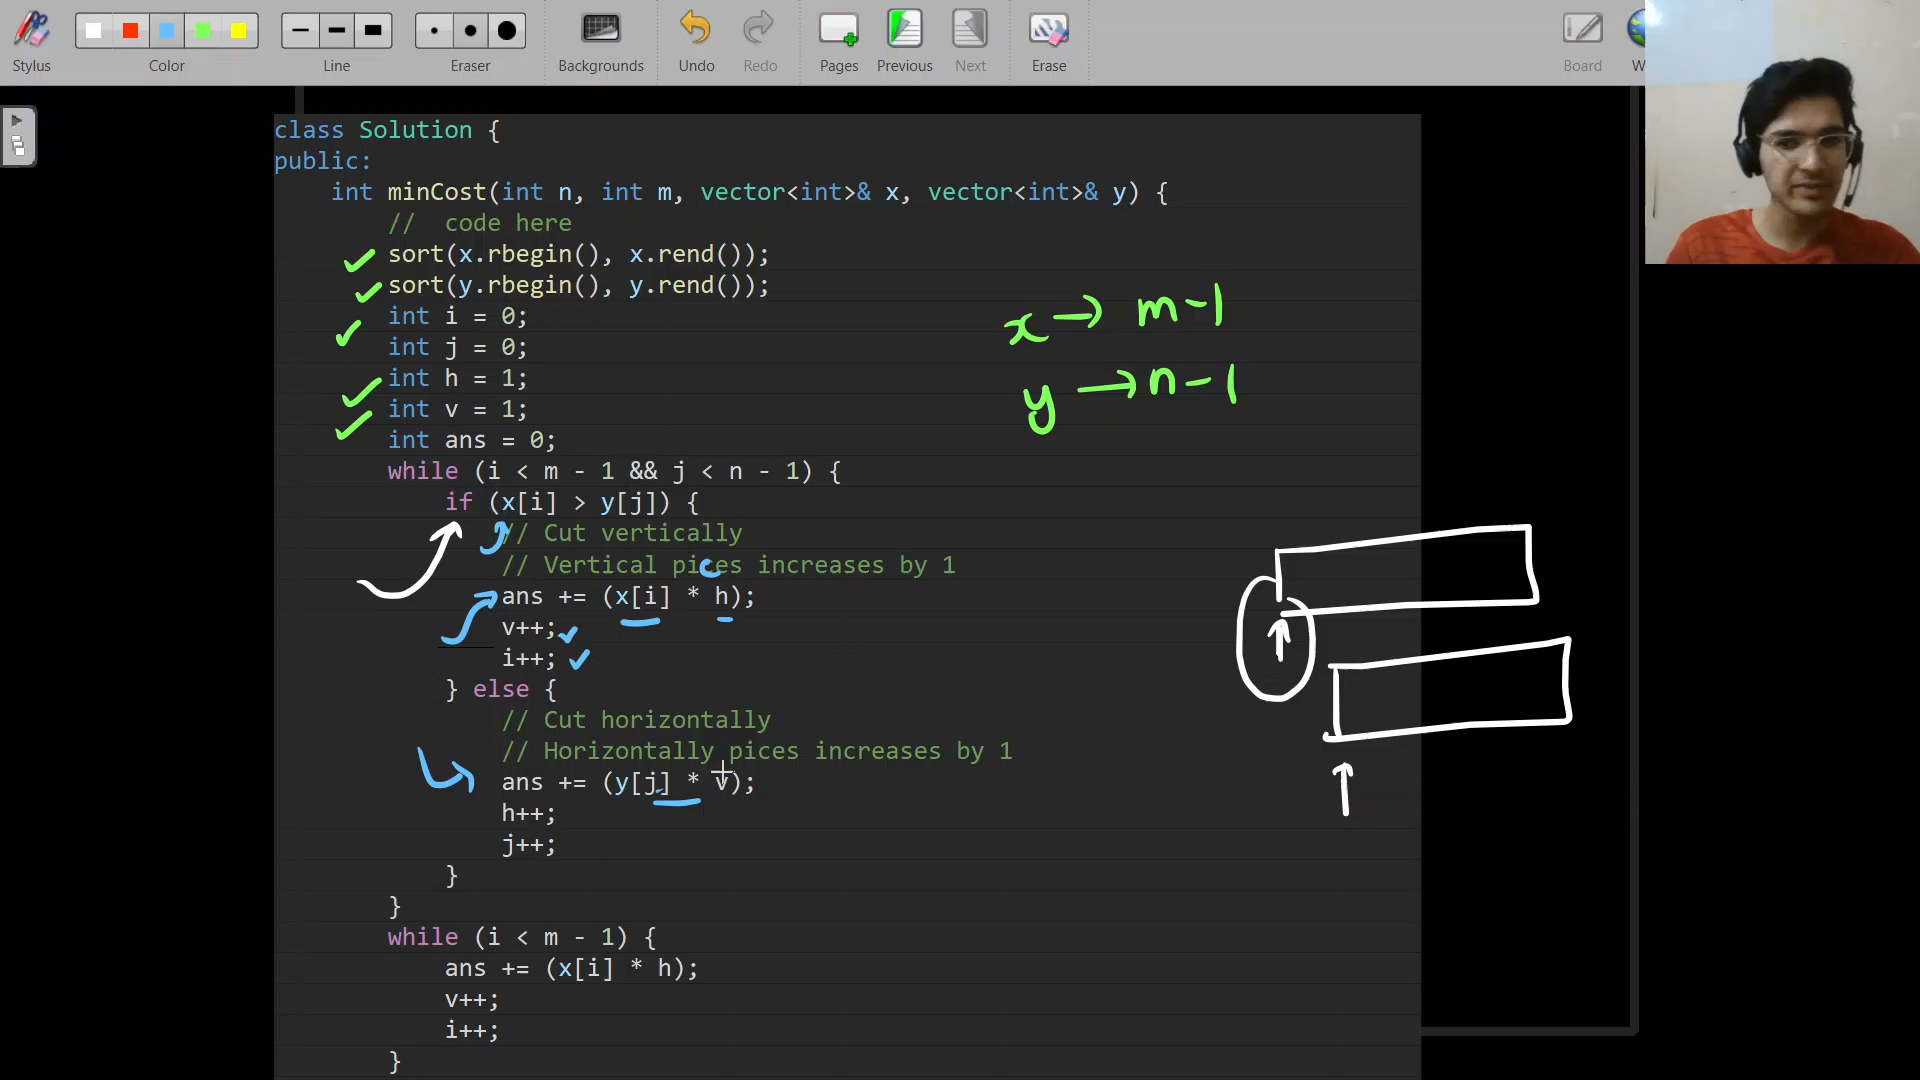 Stylus
Color
Line
Eraser
Backgrounds
Undo
Redo
Pages
Previous
Next
Erase
Board
W
class Solution {
public:
int minCost(int n, int m, vector<int>& x, vector<int>& y) {
// code here
sort(x.rbegin(), x.rend());
sort(y.rbegin(), y.rend());
int i = 0;
int j = 0;
int h = 1;
int v = 1;
int ans = 0;
while (i < m - 1 && j < n - 1) {
if (x[i] > y[j]) {
// Cut vertically
// Vertical pices increases by 1
ans += (x[i] * h);
v++;
i++;
} else {
// Cut horizontally
// Horizontally pices increases by 1
ans += (y[j] * v);
h++;
j++;
}
}
while (i < m - 1) {
ans += (x[i] * h);
v++;
i++;
}
x → m-1
y → n-1